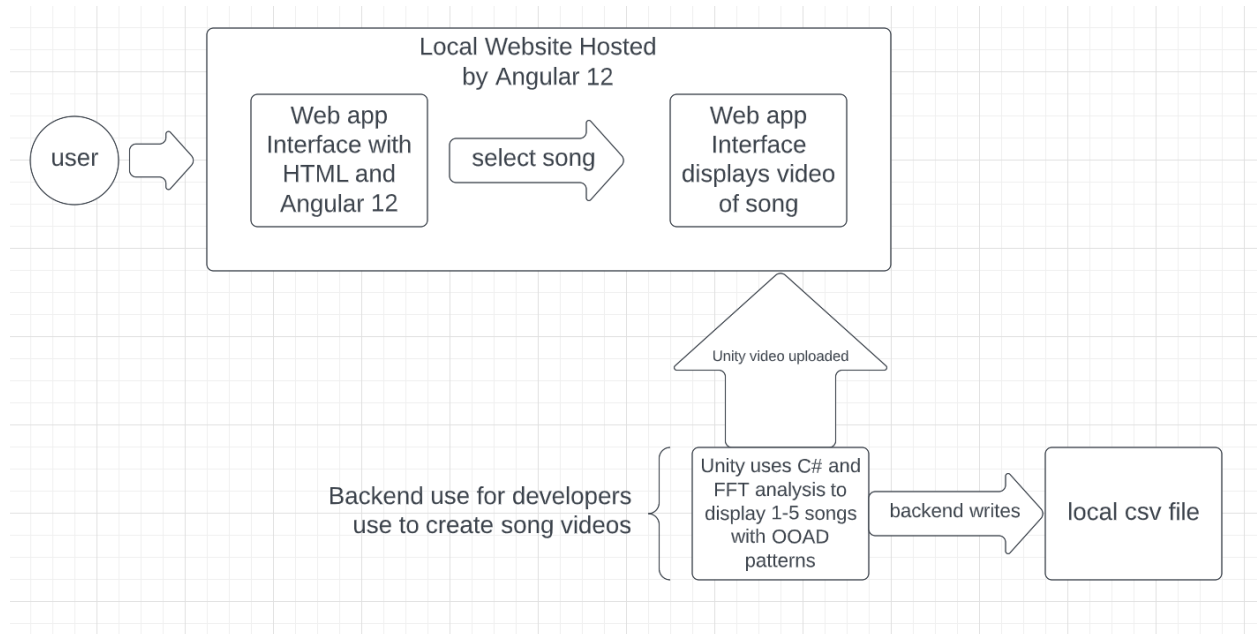 Local Website Hosted
by Angular 12
user
Web app
Interface with
HTML and
Angular 12
select song
Web app
Interface
displays video
of song
Unity video uploaded
Backend use for developers
use to create song videos
Unity uses C# and
FFT analysis to
display 1-5 songs
with OOAD
patterns
backend writes
local csv file